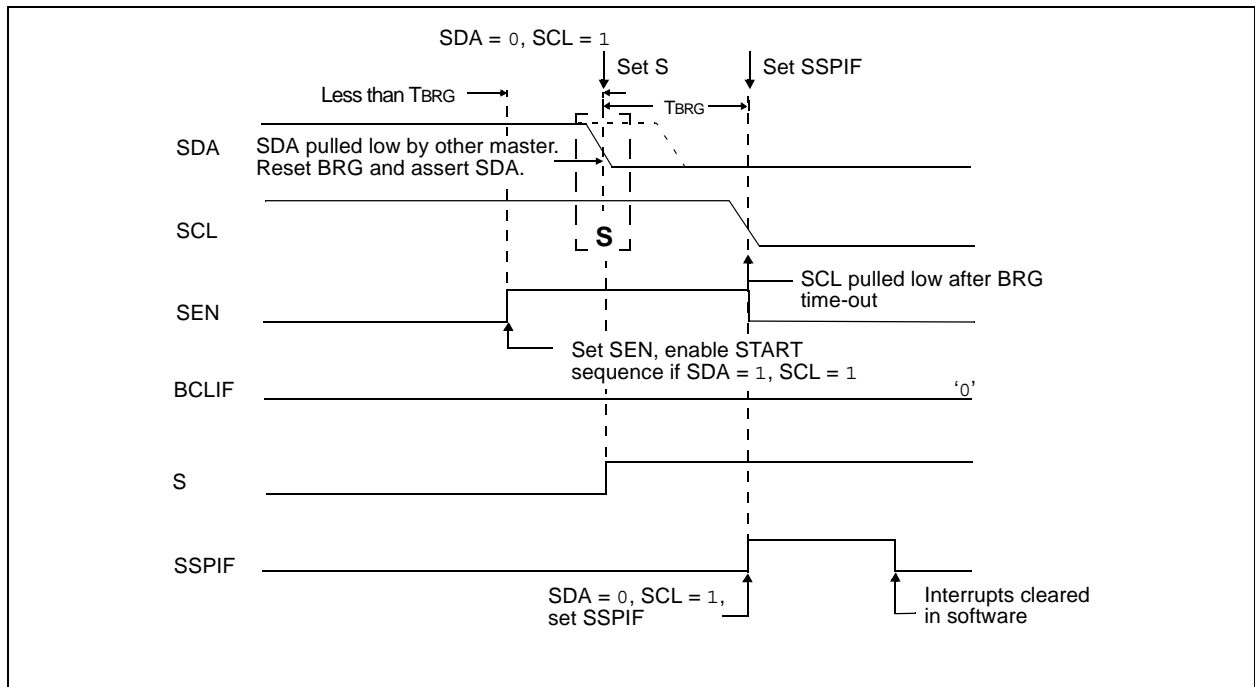 SDA = 0, SCL = 1
Set S
Set SSPIF
Less than TBRG
TBRG
SDA
SDA pulled low by other master.
Reset BRG and assert SDA.
SCL
S
SCL pulled low after BRG
time-out
SEN
Set SEN, enable START
sequence if SDA = 1, SCL = 1
BCLIF
‘0’
S
SSPIF
SDA = 0, SCL = 1,
set SSPIF
Interrupts cleared
in software